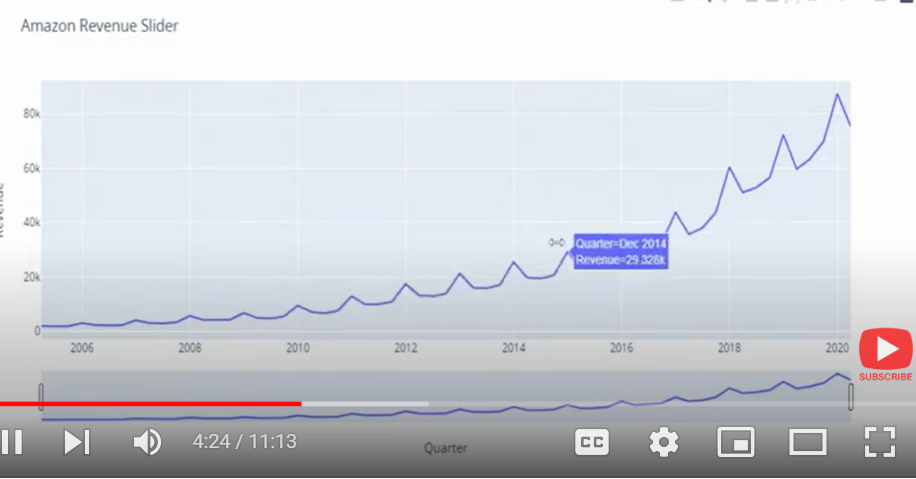 Amazon Revenue Slider
80k
60k
40k
20k
0
Quarter=Dec 2014
Revenue=29.328k
2006 2008 2010 2012 2014 2016 2018 2020
SUBSCRIBE
4:24 / 11:13
CC
Quarter